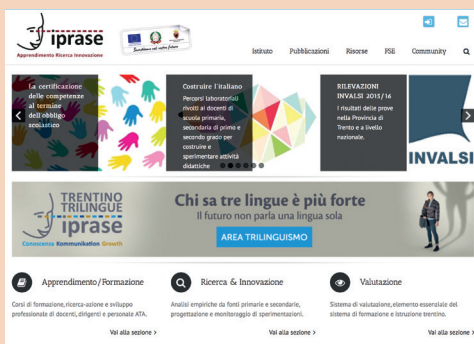 iprase
Apprendimento Ricerca Innovazione
Istituto Pubblicazioni Risorse FSE Community
La certificazione
delle competenze
al termine
dell'obbligo
scolastico
Costruire l'italiano
Percorsi laboratoriali
rivolti ai docenti di
scuola primaria,
secondaria di primo e
secondo grado per
costruire e
sperimentare attività
didattiche
RILEVAZIONI
INVALSI 2015/16
I risultati delle prove
nella Provincia di
Trento e a livello
nazionale.
INVALSI
TRENTINO
TRILINGUE
iprase
Conoscenza Kommunikation Growth
Chi sa tre lingue è più forte
Il futuro non parla una lingua sola
AREA TRILINGUISMO
Apprendimento/Formazione
Corsi di formazione,ricerca-azione e sviluppo
professionale di docenti, dirigenti e personale ATA.
Vai alla sezione >
Ricerca & Innovazione
Analisi empiriche da fonti primarie e secondarie,
progettazione e monitoraggio di sperimentazioni.
Vai alla sezione >
Valutazione
Sistema di valutazione, elemento essenziale del
sistema di formazione e istruzione trentino.
Vai alla sezione >